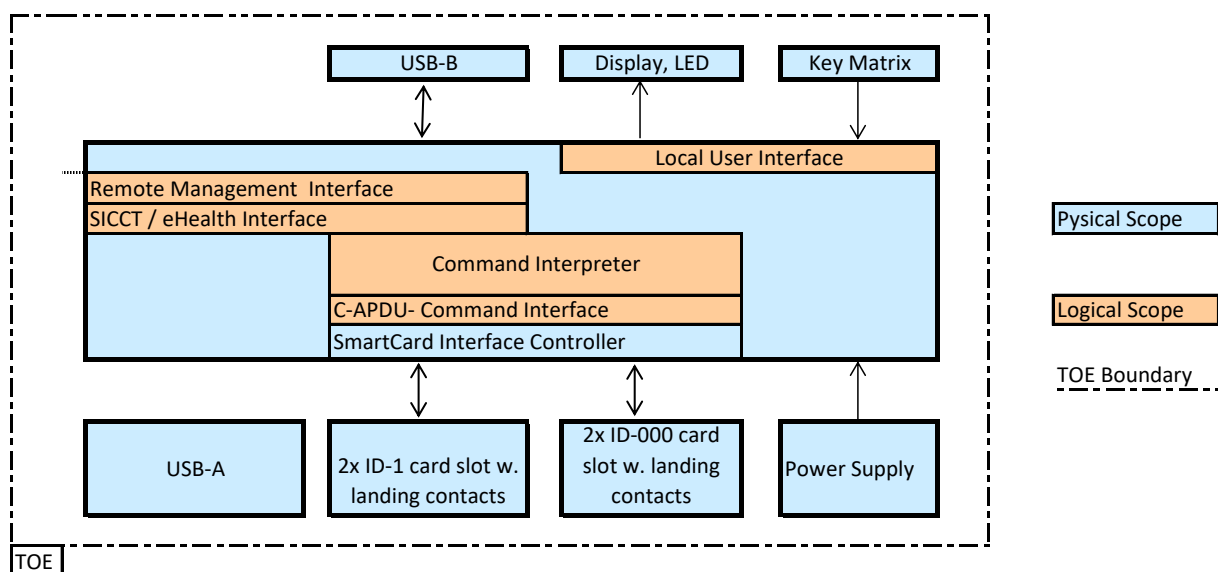 USB-B
Display, LED
Key Matrix
Local User Interface
Remote Management Interface
SICCT / eHealth Interface
Command Interpreter
C-APDU- Command Interface
SmartCard Interface Controller
USB-A
2x ID-1 card slot w.
landing contacts
2x ID-000 card
slot w. landing
contacts
Power Supply
TOE
Pysical Scope
Logical Scope
TOE Boundary